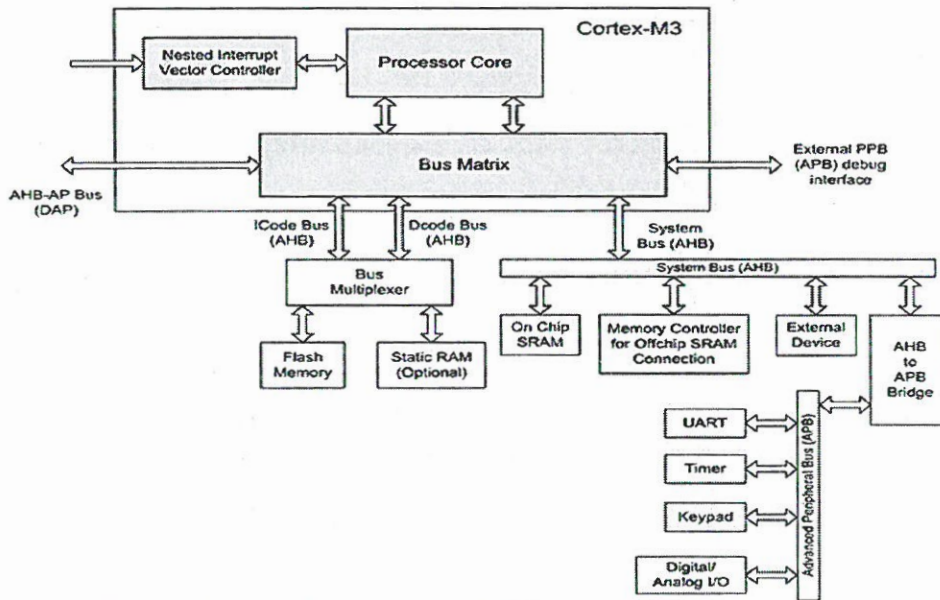 Cortex-M3
Nested Interrupt
Vector Controller
Processor Core
Bus Matrix
AHB-AP Bus
(DAP)
External PPB
(APB) debug
interface
ICode Bus
(AHB)
Dcode Bus
(AHB)
System
Bus (AHB)
Bus
Multiplexer
System Bus (AHB)
Flash
Memory
Static RAM
(Optional)
On Chip
SRAM
Memory Controller
for Offchip SRAM
Connection
External
Device
AHB
to
APB
Bridge
UART
Timer
Keypad
Digital/
Analog I/O
Advanced Peripheral Bus (APB)